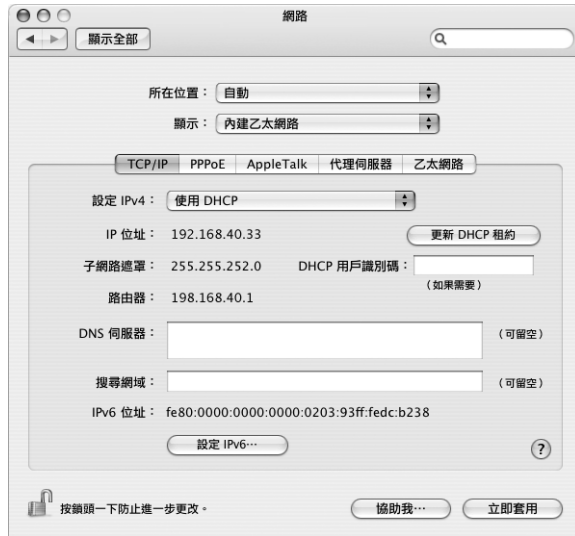 網路
顯示全部
所在位置： 自動
顯示： 內建乙太網路
TCP/IP PPPoE AppleTalk 代理伺服器 乙太網路
設定 IPv4： 使用 DHCP
IP 位址： 192.168.40.33 更新 DHCP 租約
子網路遮罩： 255.255.252.0 DHCP 用戶識別碼：
（如果需要）
路由器： 198.168.40.1
DNS 伺服器： （可留空）
搜尋網域： （可留空）
IPv6 位址： fe80:0000:0000:0000:0203:93ff:fedc:b238
設定 IPv6⋯ ?
按鎖頭一下防止進一步更改。 協助我⋯ 立即套用